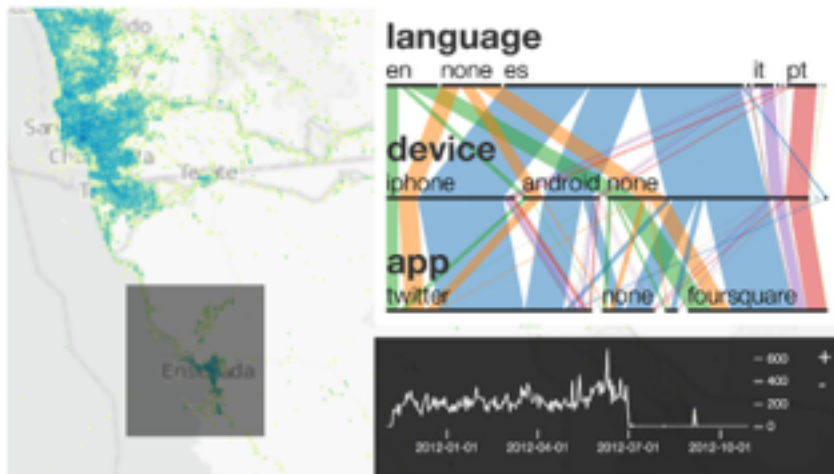 language
en none es it pt
device
iphone android none
app
twitter none foursquare
Ensenada
Tecate
+
-
600
400
200
0
2012-01-01 2012-04-01 2012-07-01 2012-10-01